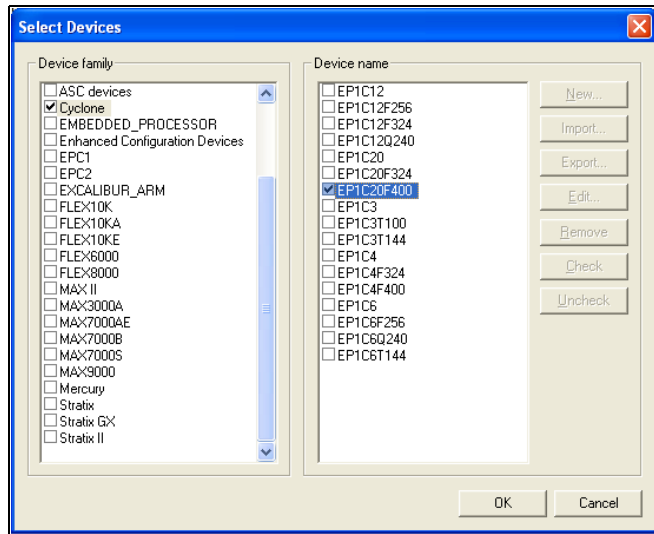 Select Devices
Device family
ASC devices
Cyclone
EMBEDDED_PROCESSOR
Enhanced Configuration Devices
EPC1
EPC2
EXCALIBUR_ARM
FLEX10K
FLEX10KA
FLEX10KE
FLEX6000
FLEX8000
MAX II
MAX3000A
MAX7000AE
MAX7000B
MAX7000S
MAX9000
Mercury
Stratix
Stratix GX
Stratix II
Device name
EP1C12
EP1C12F256
EP1C12F324
EP1C12Q240
EP1C20
EP1C20F324
EP1C20F400
EP1C3
EP1C3T100
EP1C3T144
EP1C4
EP1C4F324
EP1C4F400
EP1C6
EP1C6F256
EP1C6Q240
EP1C6T144
New...
Import...
Export...
Edit...
Remove
Check
Uncheck
OK
Cancel